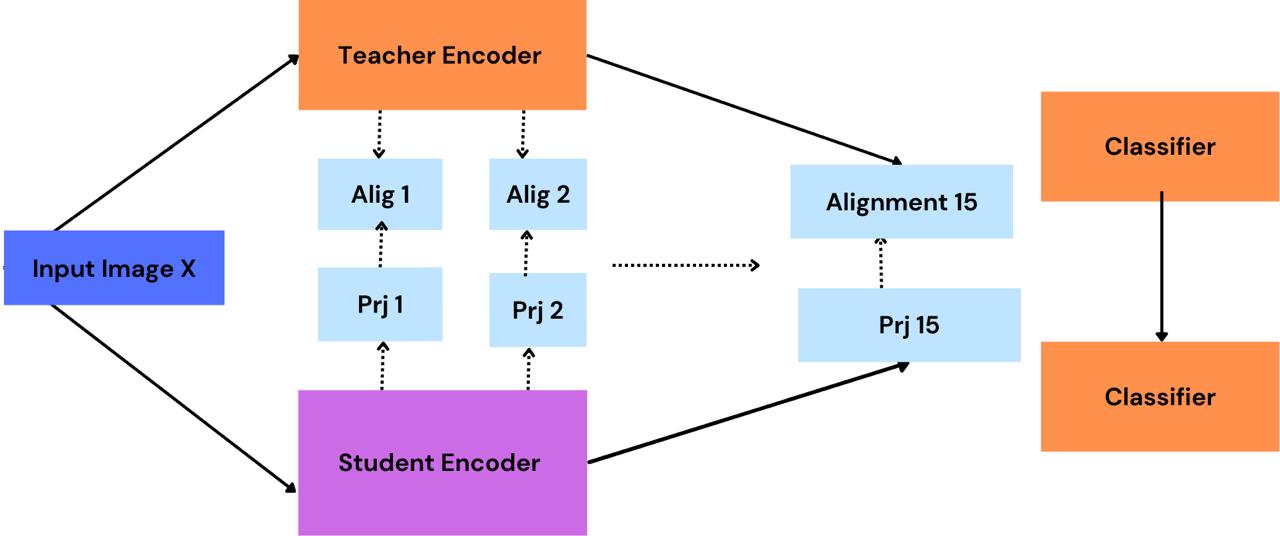 Teacher Encoder
Classifier
Alig 1
Alig 2
Alignment 15
Input Image X
Prj 1
Prj 2
Prj 15
Classifier
Student Encoder